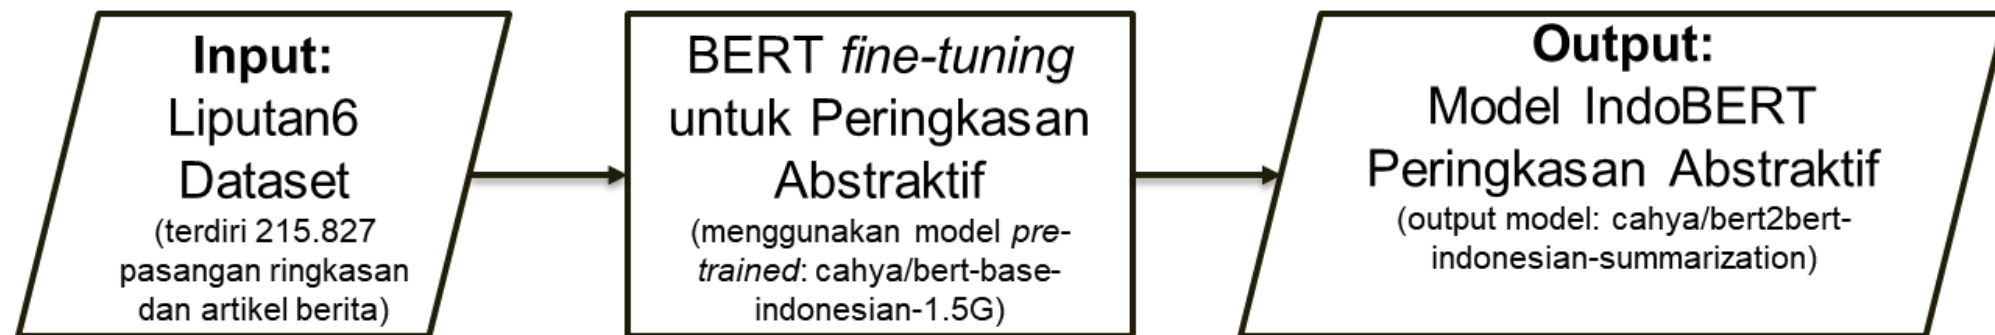 Input:
Liputan6
Dataset
(terdiri 215.827
pasangan ringkasan
dan artikel berita)
BERT fine-tuning
untuk Peringkasan
Abstraktif
(menggunakan model pre-
trained: cahya/bert-base-
indonesian-1.5G)
Output:
Model IndoBERT
Peringkasan Abstraktif
(output model: cahya/bert2bert-
indonesian-summarization)